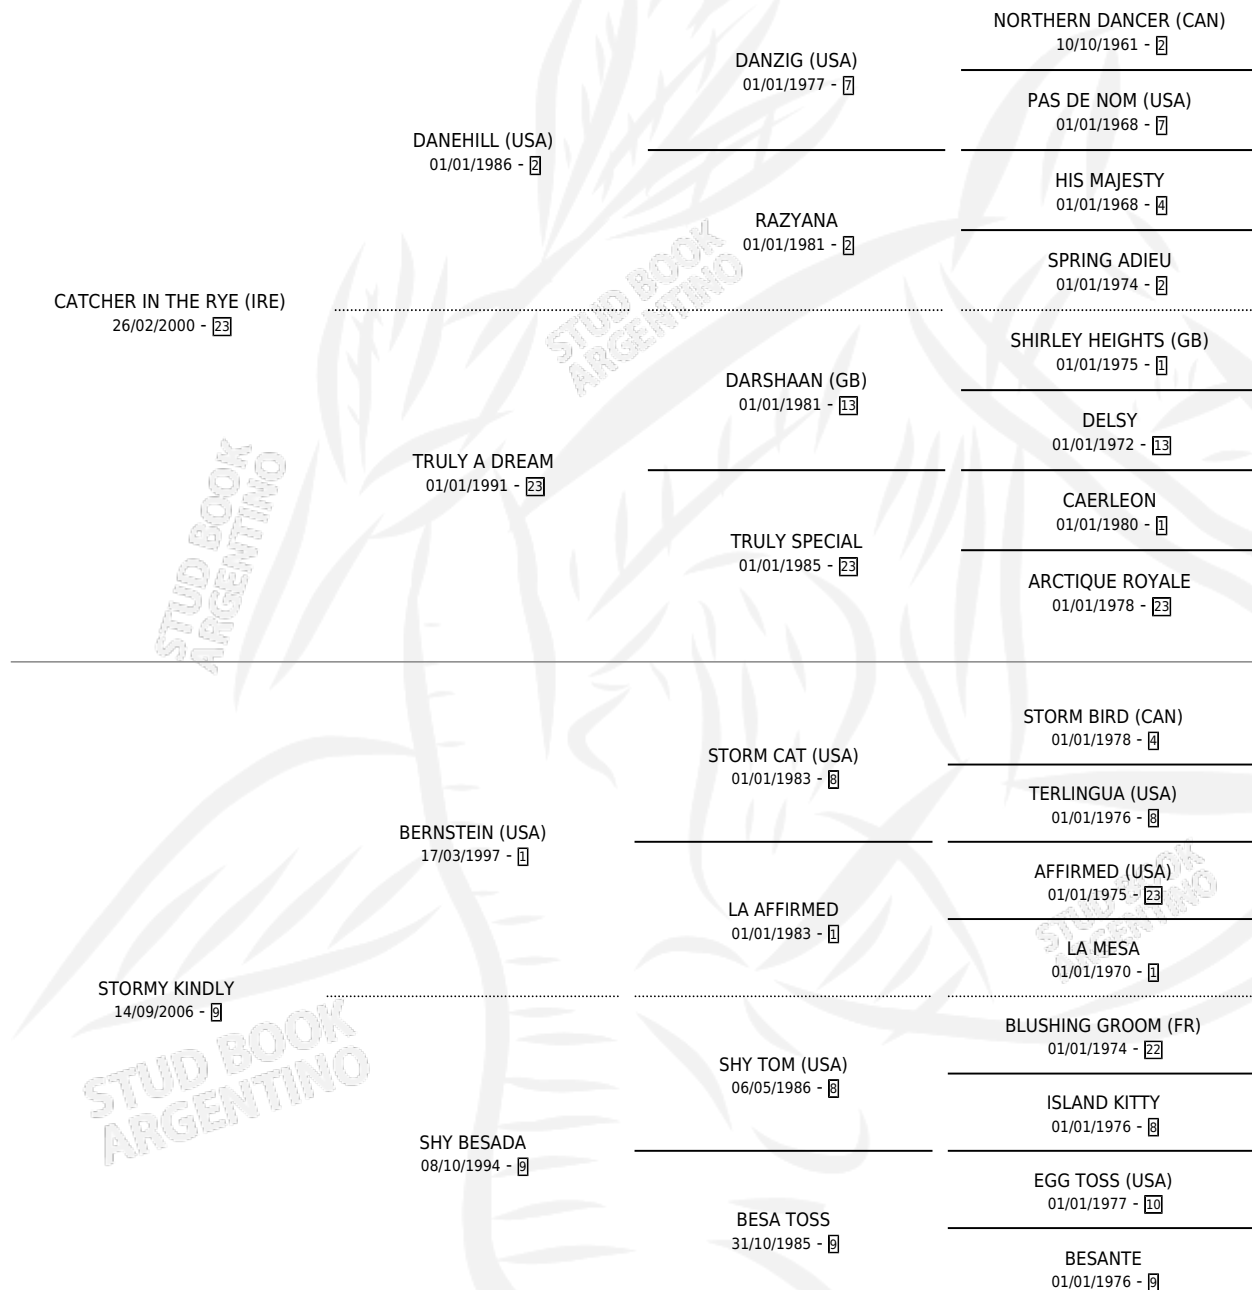 NORTHERN DANCER (CAN)
10/10/1961 - 2
DANZIG (USA)
01/01/1977 - 7
PAS DE NOM (USA)
01/01/1968 - 7
DANEHILL (USA)
01/01/1986 - 2
HIS MAJESTY
01/01/1968 - 4
RAZYANA
01/01/1981 - 2
SPRING ADIEU
01/01/1974 - 2
CATCHER IN THE RYE (IRE)
26/02/2000 - 23
STUD BOOK
ARGENTINO
SHIRLEY HEIGHTS (GB)
01/01/1975 - 1
DARSHAAN (GB)
01/01/1981 - 13
DELSY
01/01/1972 - 13
TRULY A DREAM
01/01/1991 - 23
CAERLEON
01/01/1980 - 1
TRULY SPECIAL
01/01/1985 - 23
ARCTIQUE ROYALE
01/01/1978 - 23
STUD BOOK
ARGENTINO
STORM BIRD (CAN)
01/01/1978 - 4
STORM CAT (USA)
01/01/1983 - 8
TERLINGUA (USA)
01/01/1976 - 8
BERNSTEIN (USA)
17/03/1997 - 1
AFFIRMED (USA)
01/01/1975 - 23
LA AFFIRMED
01/01/1983 - 1
STUD BOOK
ARGENTINO
LA MESA
01/01/1970 - 1
STORMY KINDLY
14/09/2006 - 9
BLUSHING GROOM (FR)
01/01/1974 - 22
SHY TOM (USA)
06/05/1986 - 8
ISLAND KITTY
01/01/1976 - 8
STUD BOOK
ARGENTINO
SHY BESADA
08/10/1994 - 9
EGG TOSS (USA)
01/01/1977 - 10
BESA TOSS
31/10/1985 - 9
BESANTE
01/01/1976 - 9